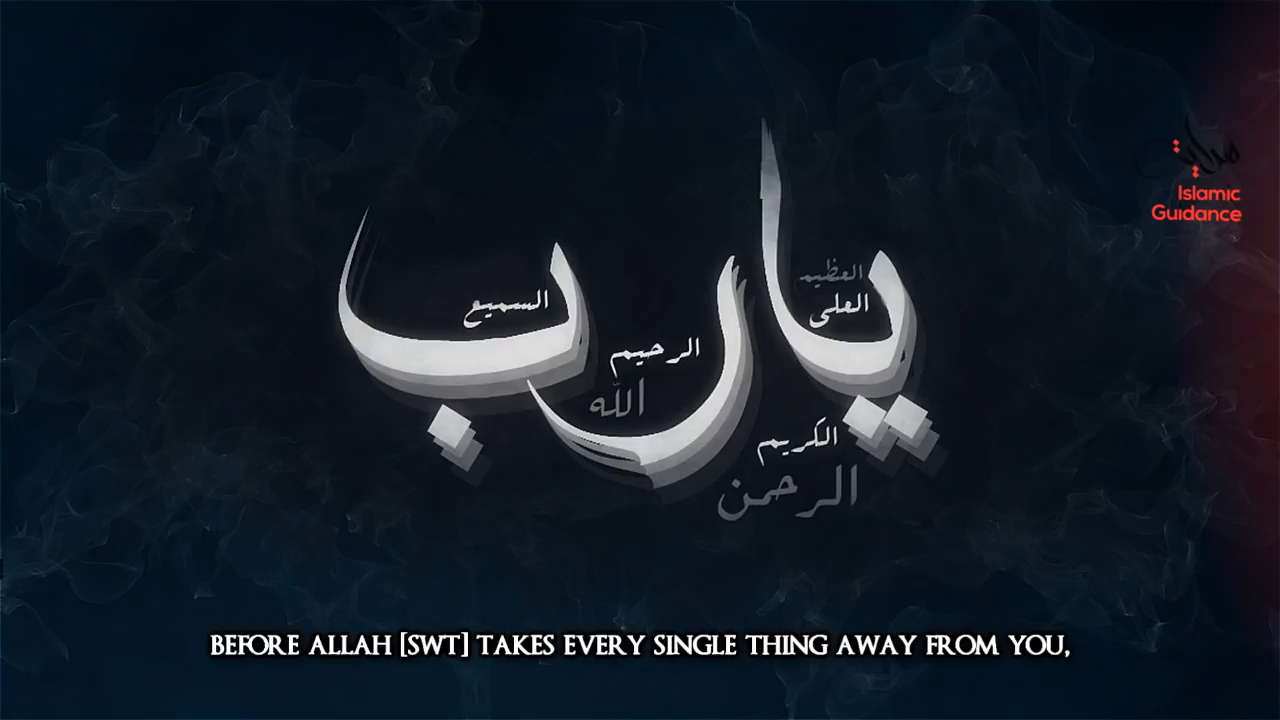 يارب
العظيم
العلى
السميع
الرحيم
الله
الكريم
الرحمن
هداية
Islamic
Guidance
BEFORE ALLAH [SWT] TAKES EVERY SINGLE THING AWAY FROM YOU,